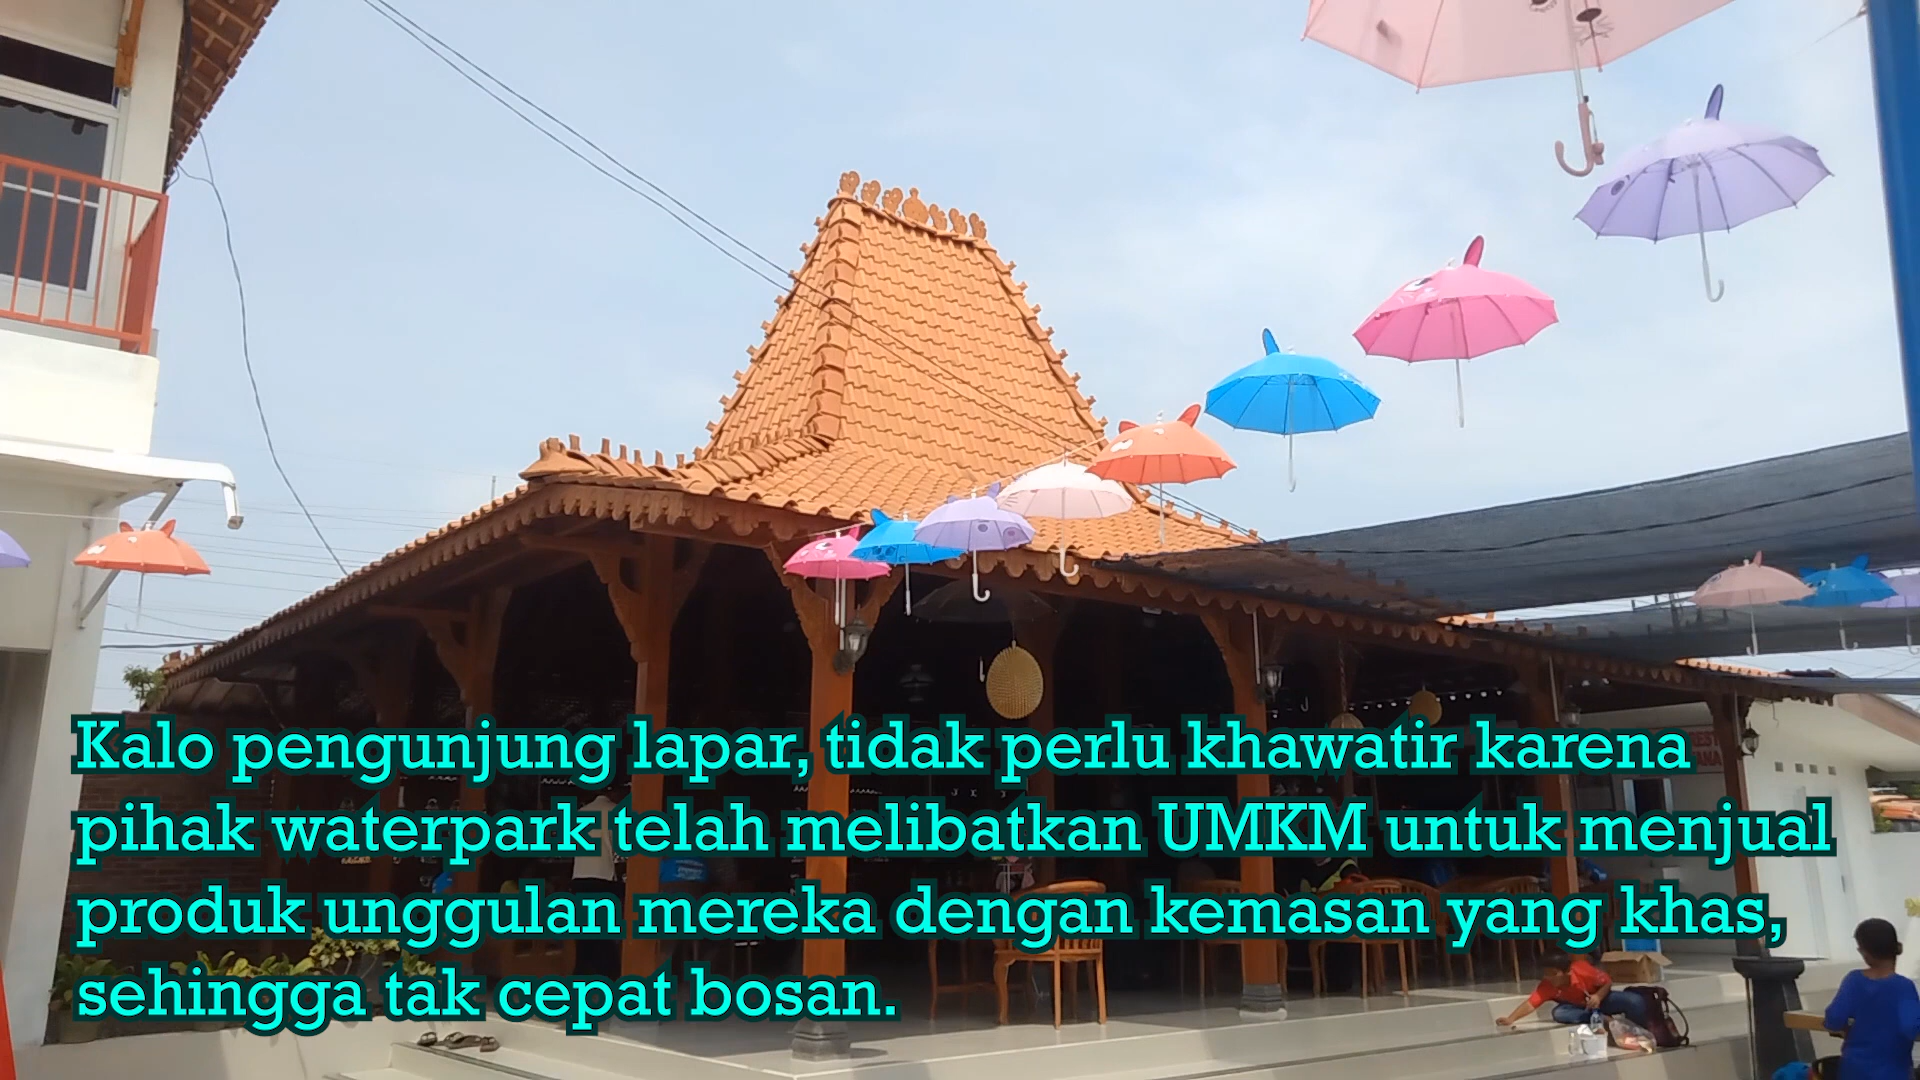 Kalo pengunjung lapar, tidak perlu khawatir karena
pihak waterpark telah melibatkan UMKM untuk menjual
produk unggulan mereka dengan kemasan yang khas,
sehingga tak cepat bosan.